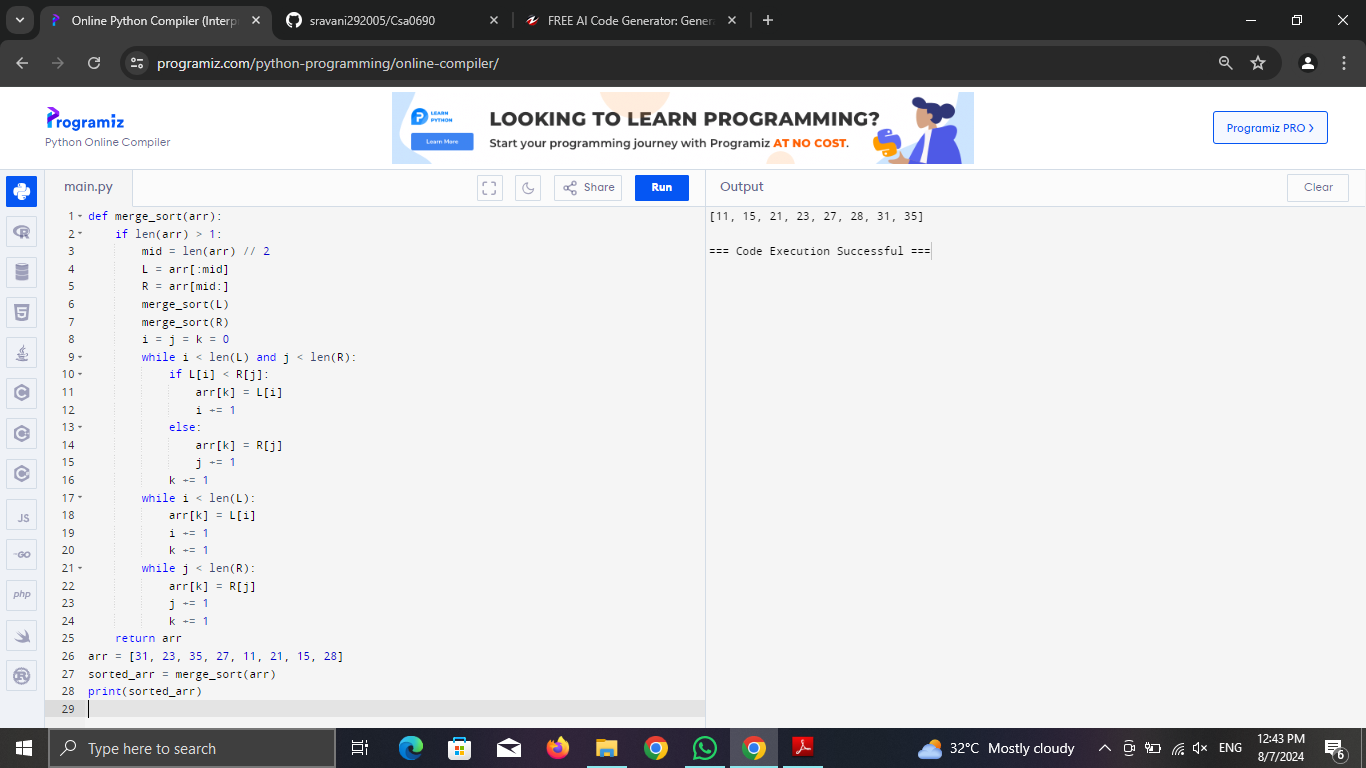 Online Python Compiler (Interp
sravani292005/Csa0690
FREE AI Code Generator: Genera
programiz.com/python-programming/online-compiler/
Programiz
Python Online Compiler
LEARN
PYTHON
Learn More
LOOKING TO LEARN PROGRAMMING?
Start your programming journey with Programiz AT NO COST.
Programiz PRO >
main.py
Share
Run
Output
Clear
JS
GO
php
1 def merge_sort(arr):
2 if len(arr) > 1:
3 mid = len(arr) // 2
4 L = arr[:mid]
5 R = arr[mid:]
6 merge_sort(L)
7 merge_sort(R)
8 i = j = k = 0
9 while i < len(L) and j < len(R):
10 if L[i] < R[j]:
11 arr[k] = L[i]
12 i += 1
13 else:
14 arr[k] = R[j]
15 j += 1
16 k += 1
17 while i < len(L):
18 arr[k] = L[i]
19 i += 1
20 k += 1
21 while j < len(R):
22 arr[k] = R[j]
23 j += 1
24 k += 1
25 return arr
26 arr = [31, 23, 35, 27, 11, 21, 15, 28]
27 sorted_arr = merge_sort(arr)
28 print(sorted_arr)
29
[11, 15, 21, 23, 27, 28, 31, 35]
=== Code Execution Successful ===
Type here to search
32°C Mostly cloudy
ENG
12:43 PM
8/7/2024
6